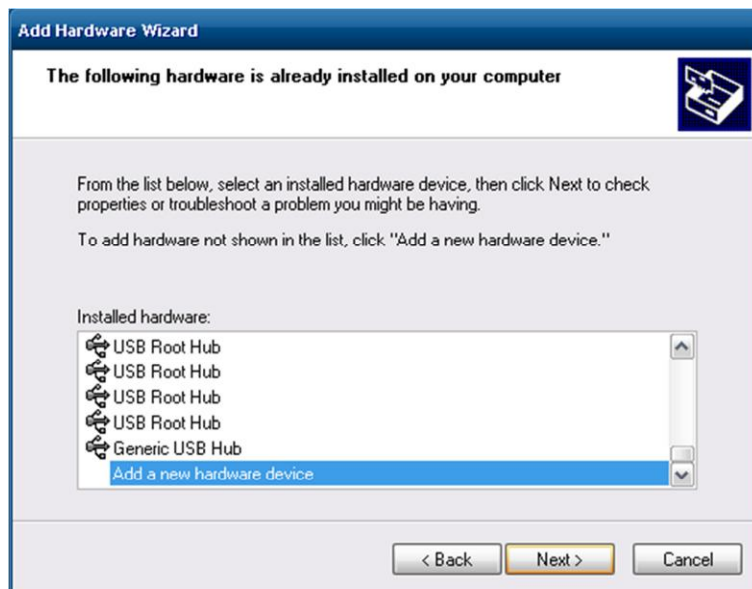 Add Hardware Wizard
The following hardware is already installed on your computer
From the list below, select an installed hardware device, then click Next to check
properties or troubleshoot a problem you might be having.
To add hardware not shown in the list, click "Add a new hardware device."
Installed hardware:
USB Root Hub
USB Root Hub
USB Root Hub
USB Root Hub
Generic USB Hub
Add a new hardware device
< Back Next > Cancel